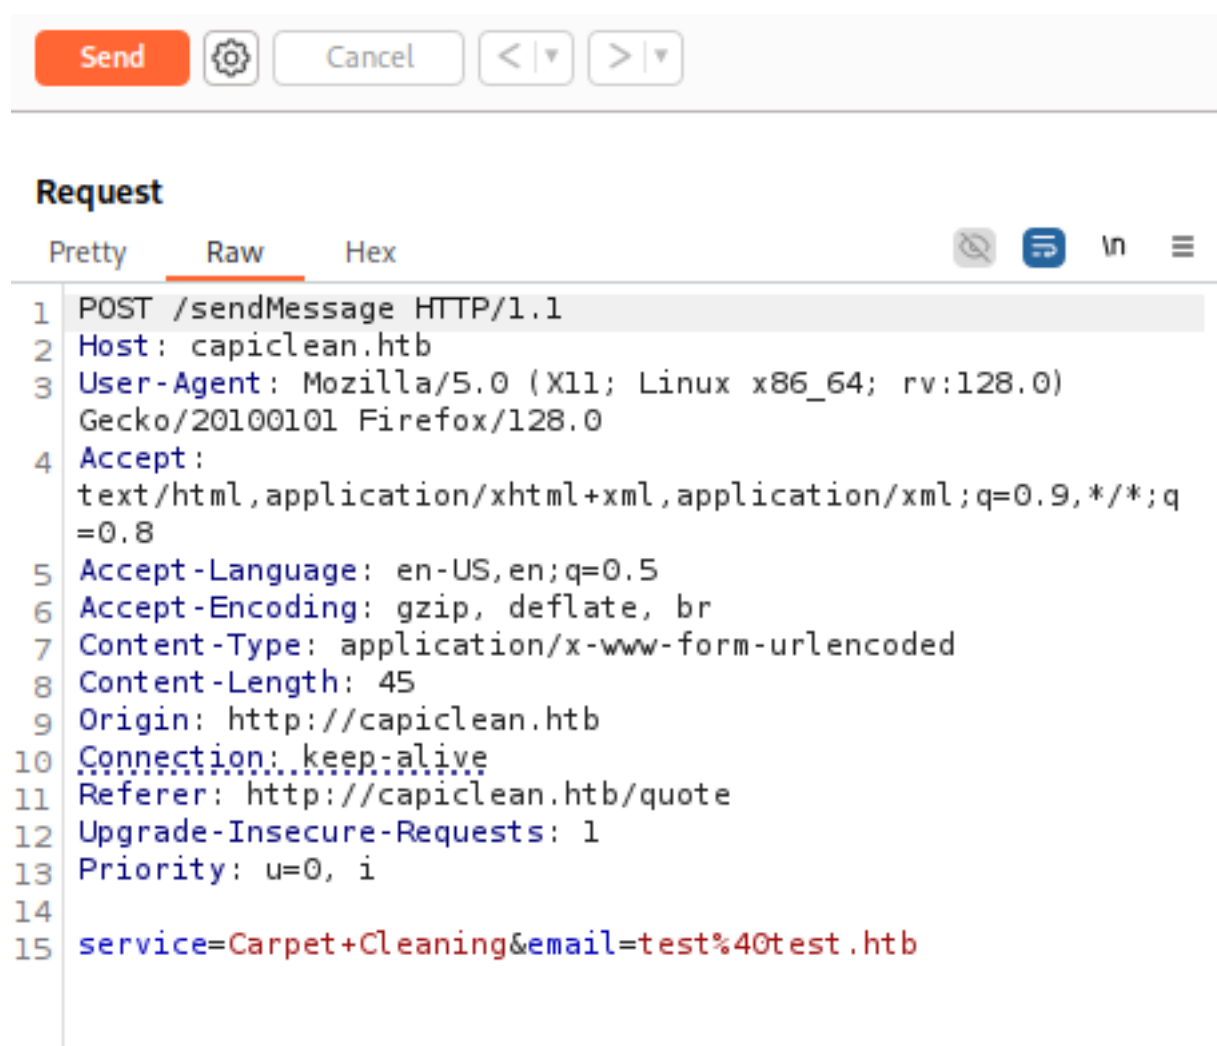 Send Cancel < ▼ > ▼
Request
Pretty Raw Hex \n
1 POST /sendMessage HTTP/1.1
2 Host: capiclean.htb
3 User-Agent: Mozilla/5.0 (X11; Linux x86_64; rv:128.0)
Gecko/20100101 Firefox/128.0
4 Accept:
text/html,application/xhtml+xml,application/xml;q=0.9,*/*;q
=0.8
5 Accept-Language: en-US,en;q=0.5
6 Accept-Encoding: gzip, deflate, br
7 Content-Type: application/x-www-form-urlencoded
8 Content-Length: 45
9 Origin: http://capiclean.htb
10 Connection: keep-alive
11 Referer: http://capiclean.htb/quote
12 Upgrade-Insecure-Requests: 1
13 Priority: u=0, i
14
15 service=Carpet+Cleaning&email=test%40test.htb